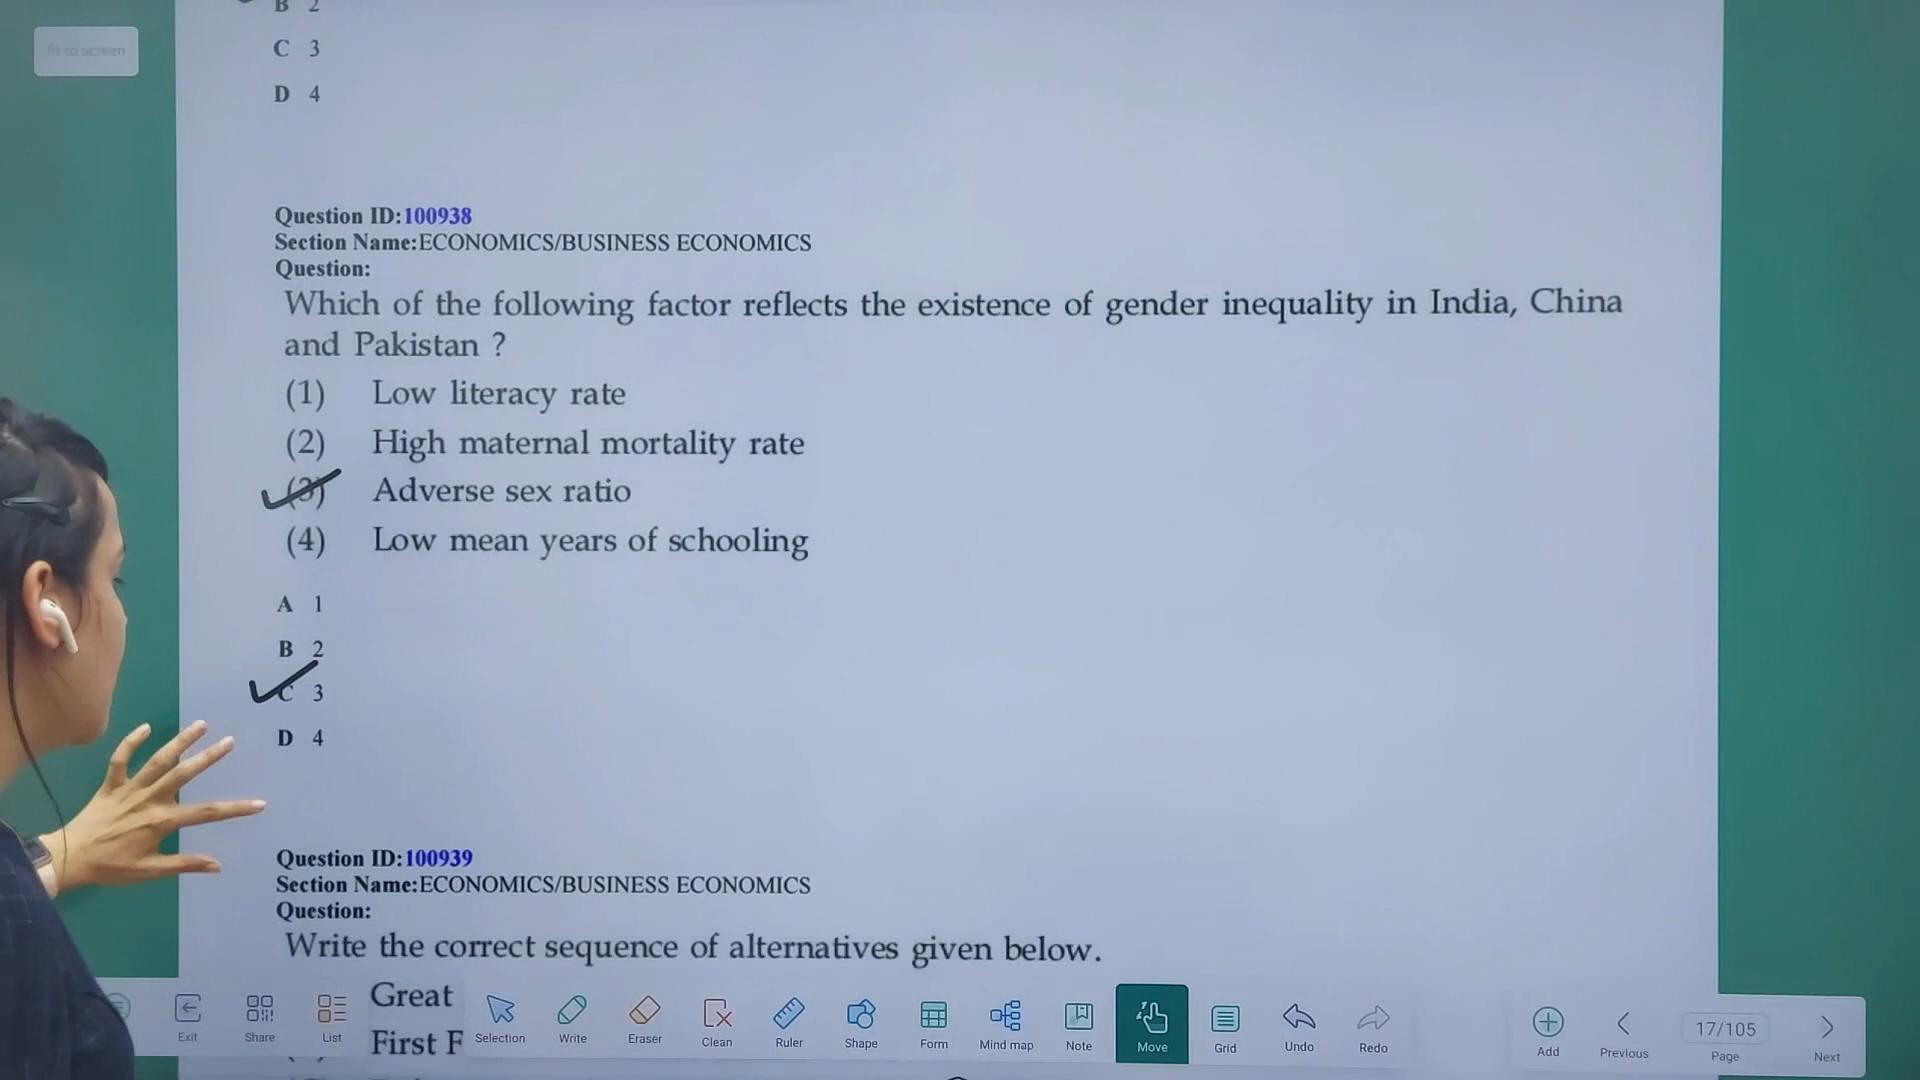 B 2
fit to screen
C 3
D 4
Question ID:100938
Section Name:ECONOMICS/BUSINESS ECONOMICS
Question:
Which of the following factor reflects the existence of gender inequality in India, China
and Pakistan ?
(1) Low literacy rate
(2) High maternal mortality rate
(3) Adverse sex ratio
(4) Low mean years of schooling
A 1
B 2
C 3
D 4
Question ID:100939
Section Name:ECONOMICS/BUSINESS ECONOMICS
Question:
Write the correct sequence of alternatives given below.
Great
First F
Exit Share List Selection Write Eraser Clean Ruler Shape Form Mind map Note Move Grid Undo Redo Add Previous 17/105 Page Next